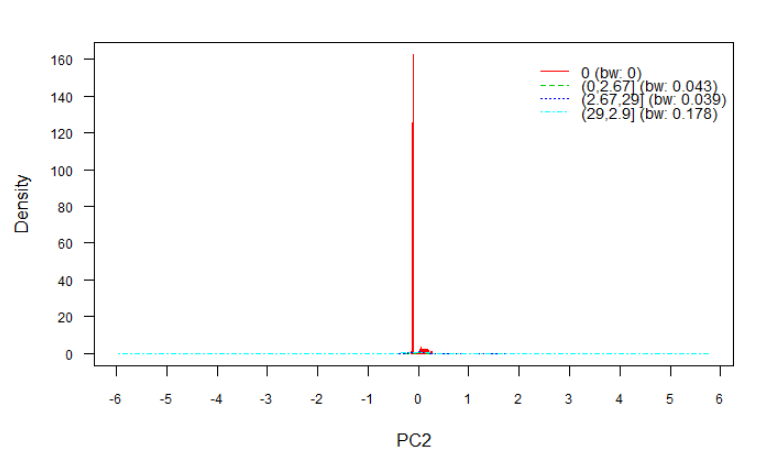 160
140
120
100
80
60
40
20
0
Density
0 (bw: 0)
(0,2.67] (bw: 0.043)
(2.67,29] (bw: 0.039)
(29,2.9] (bw: 0.178)
-6 -5 -4 -3 -2 -1 0 1 2 3 4 5 6
PC2